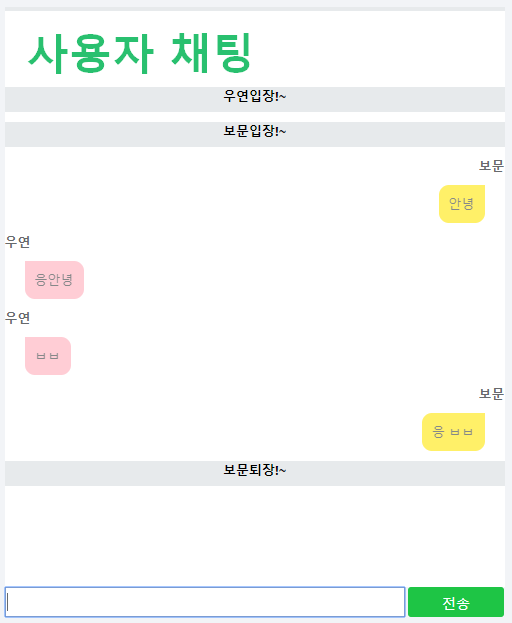 사용자 채팅
우연입장!~
보문입장!~
보문
안녕
우연
응안녕
우연
ㅂㅂ
보문
응 ㅂㅂ
보문퇴장!~
전송